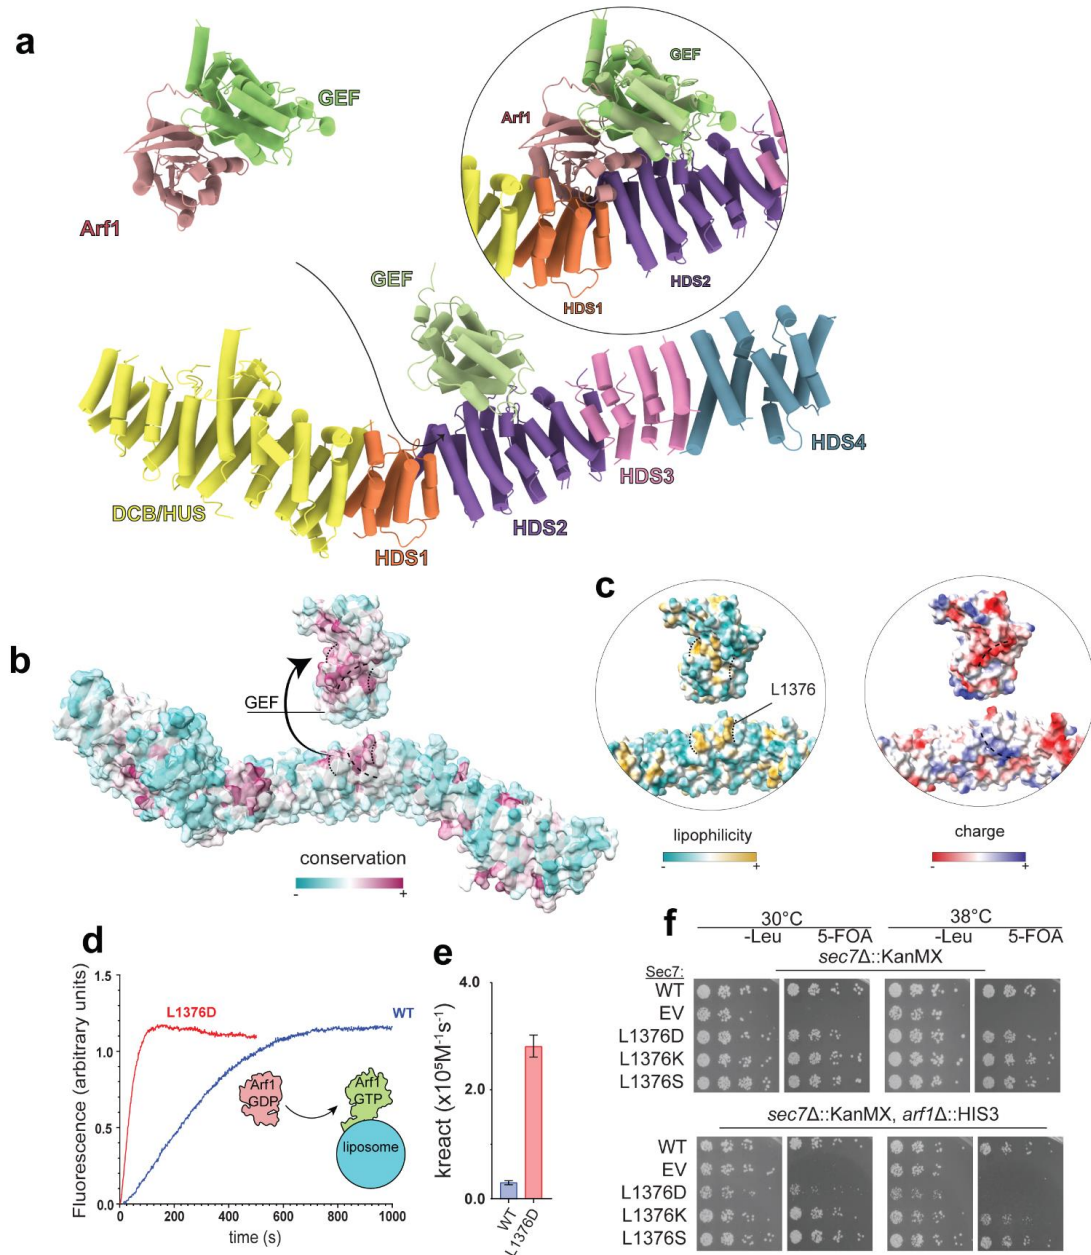 a
GEF
Arf1
GEF
Arf1
HDS1
HDS2
GEF
DCB/HUS
HDS1
HDS2
HDS3
HDS4
b
GEF
conservation
- +
c
L1376
lipophilicity
- +
charge
- +
d
Fluorescence (arbitrary units)
1.5
1.0
0.5
0.0
L1376D
WT
Arf1
GDP
Arf1
GTP
liposome
0 200 400 600 800 1000
time (s)
e
kreact (x10⁵M⁻¹s⁻¹)
4.0
2.0
0.0
WT
L1376D
f
30°C 38°C
-Leu 5-FOA -Leu 5-FOA
Sec7: sec7Δ::KanMX
WT
EV
L1376D
L1376K
L1376S
sec7Δ::KanMX, arf1Δ::HIS3
WT
EV
L1376D
L1376K
L1376S